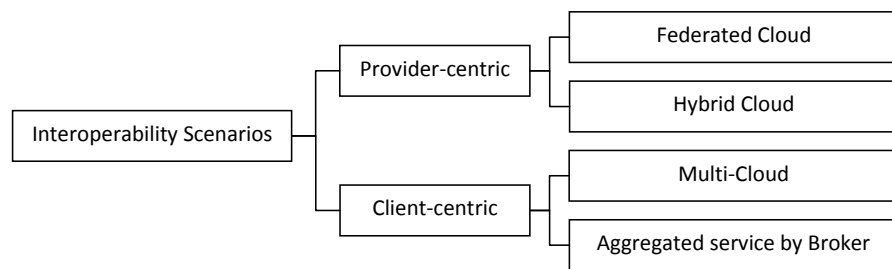 Federated Cloud
Provider-centric
Hybrid Cloud
Interoperability Scenarios
Multi-Cloud
Client-centric
Aggregated service by Broker